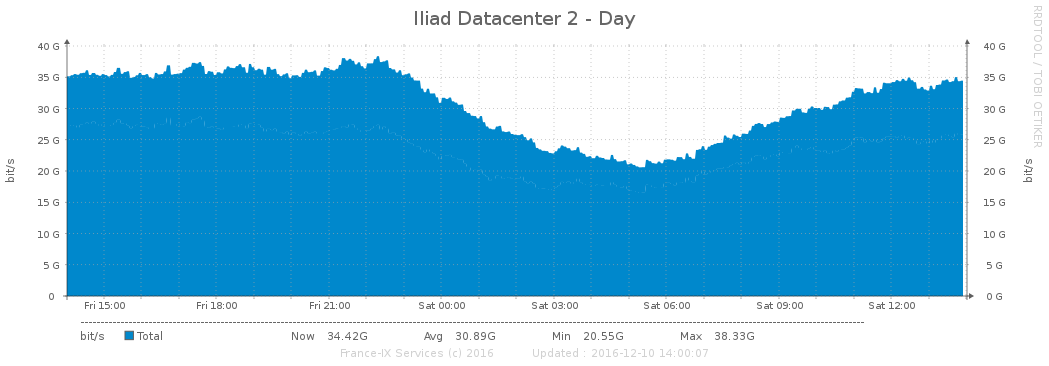 Iliad Datacenter 2 - Day
RRDTOOL / TOBI OETIKER
bit/s
bit/s
40 G 40 G
35 G 35 G
30 G 30 G
25 G 25 G
20 G 20 G
15 G 15 G
10 G 10 G
5 G 5 G
0 0 G
Fri 15:00 Fri 18:00 Fri 21:00 Sat 00:00 Sat 03:00 Sat 06:00 Sat 09:00 Sat 12:00
bit/s Total Now 34.42G Avg 30.89G Min 20.55G Max 38.33G
France-IX Services (c) 2016 Updated : 2016-12-10 14:00:07